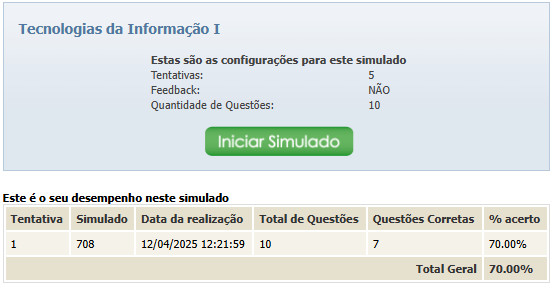 Tecnologias da Informação I
Estas são as configurações para este simulado
Tentativas: 5
Feedback: NÃO
Quantidade de Questões: 10
Iniciar Simulado
Este é o seu desempenho neste simulado
Tentativa Simulado Data da realização Total de Questões Questões Corretas % acerto
1 708 12/04/2025 12:21:59 10 7 70.00%
Total Geral 70.00%